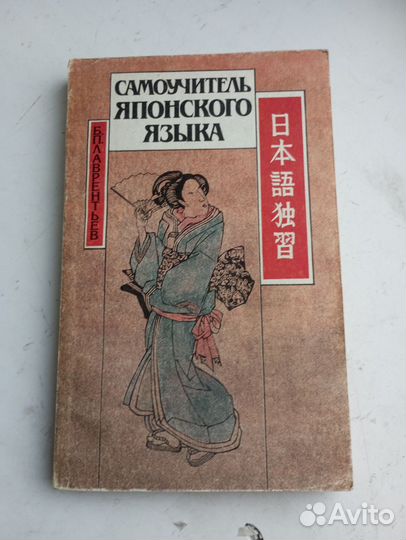 САМОУЧИТЕЛЬ
ЯПОНСКОГО
ЯЗЫКА
Б.П.ЛАВРЕНТЬЕВ
日本語独習
Avito